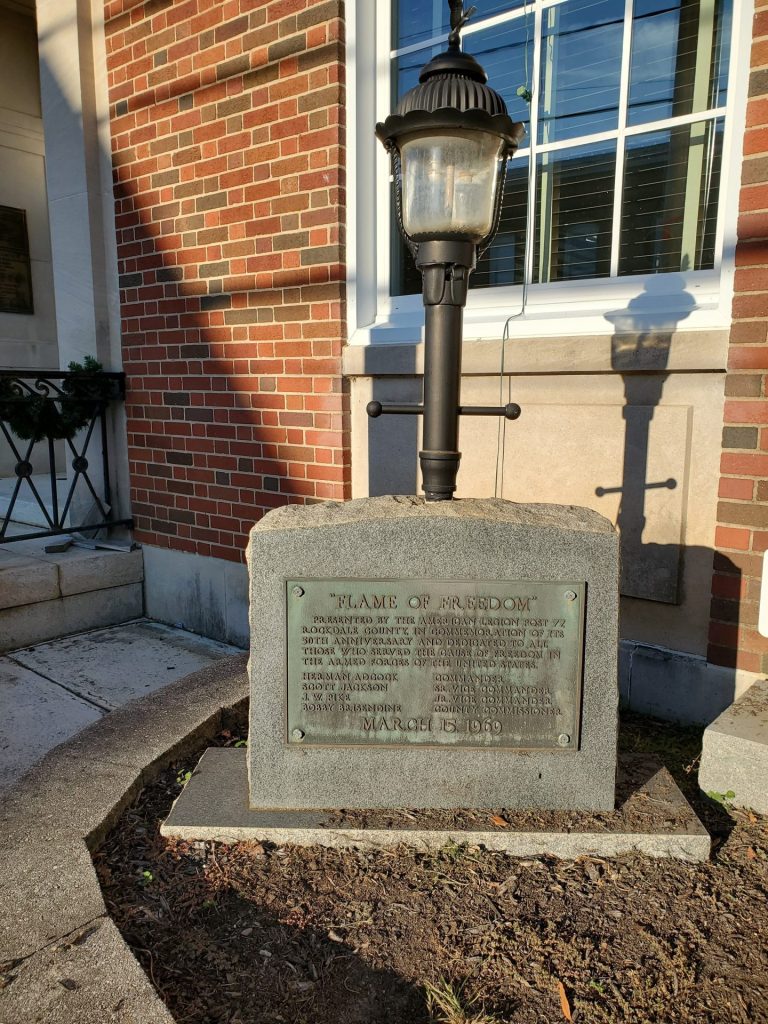 "FLAME OF FREEDOM"
PRESENTED BY THE AMERICAN LEGION POST 77
ROCKDALE COUNTY, IN COMMEMORATION OF ITS
50TH ANNIVERSARY AND DEDICATED TO ALL
THOSE WHO SERVED THE CAUSE OF FREEDOM IN
THE ARMED FORCES OF THE UNITED STATES.
HERMAN ADCOCK COMMANDER
SCOTT JACKSON SR. VICE COMMANDER
J. W. PIKE JR. VICE COMMANDER
BOBBY BRISENDINE COUNTY COMMISSIONER
MARCH 15, 1969